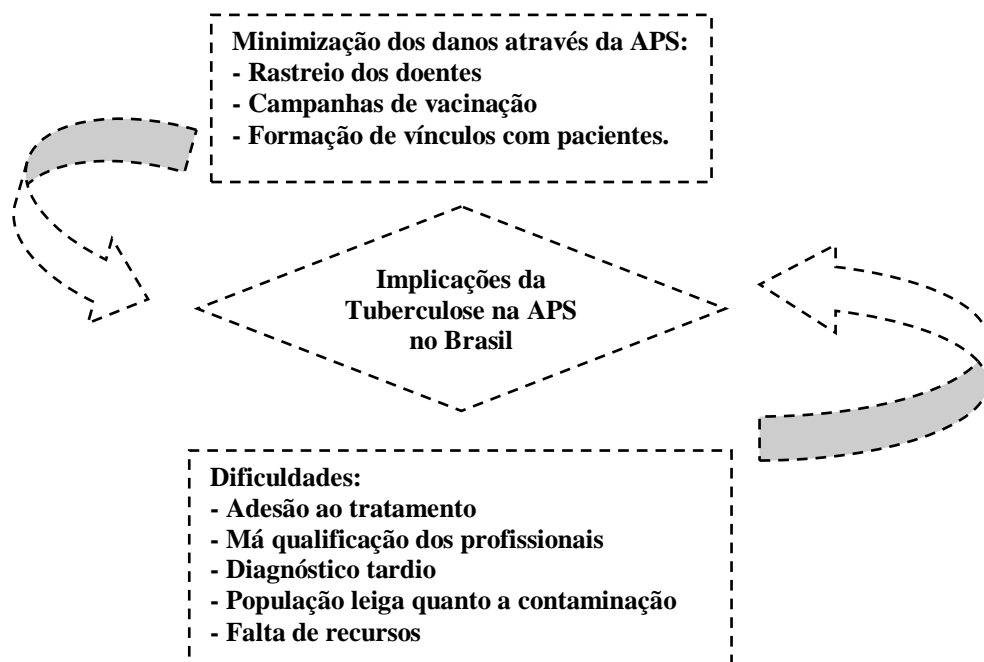 Minimização dos danos através da APS:
- Rastreio dos doentes
- Campanhas de vacinação
- Formação de vínculos com pacientes.
Implicações da
Tuberculose na APS
no Brasil
Dificuldades:
- Adesão ao tratamento
- Má qualificação dos profissionais
- Diagnóstico tardio
- População leiga quanto a contaminação
- Falta de recursos